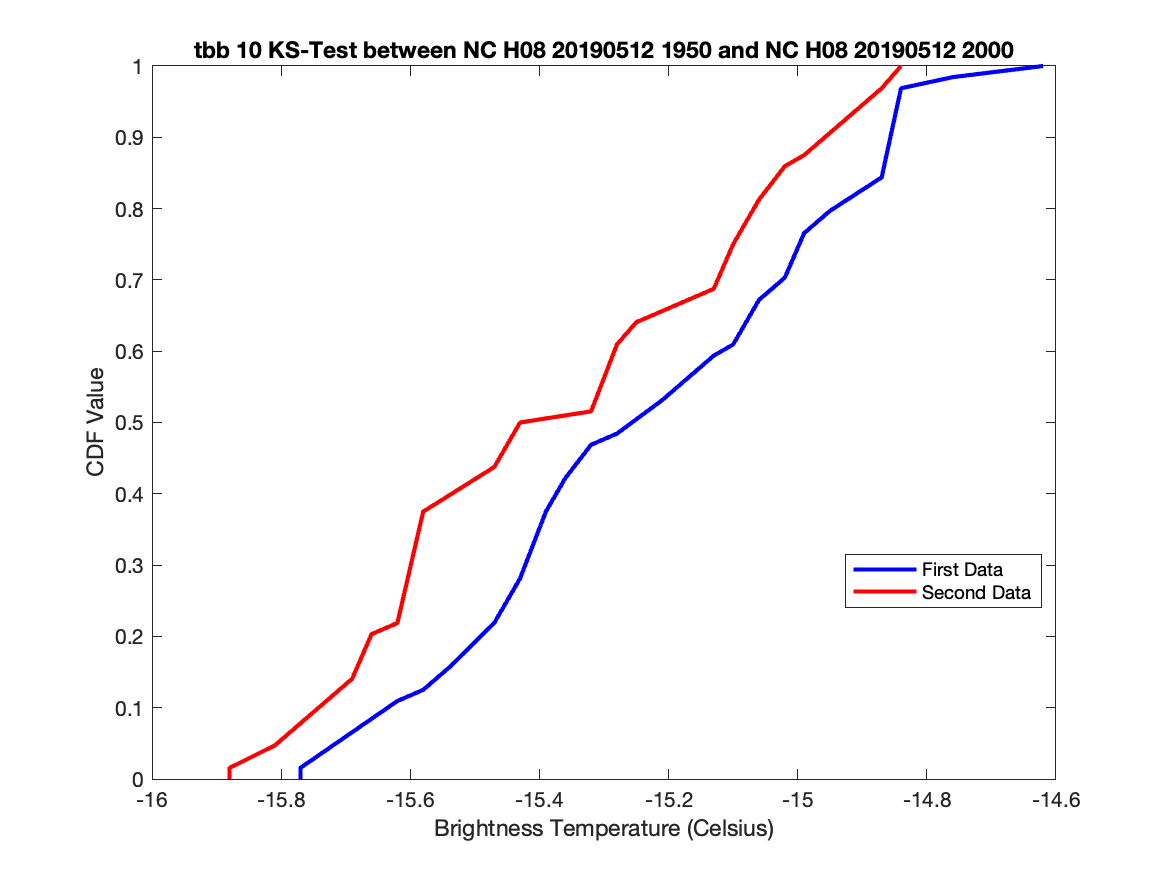 tbb 10 KS-Test between NC H08 20190512 1950 and NC H08 20190512 2000
1
0.9
0.8
0.7
0.6
0.5
0.4
0.3
0.2
0.1
0
CDF Value
First Data
Second Data
-16 -15.8 -15.6 -15.4 -15.2 -15 -14.8 -14.6
Brightness Temperature (Celsius)